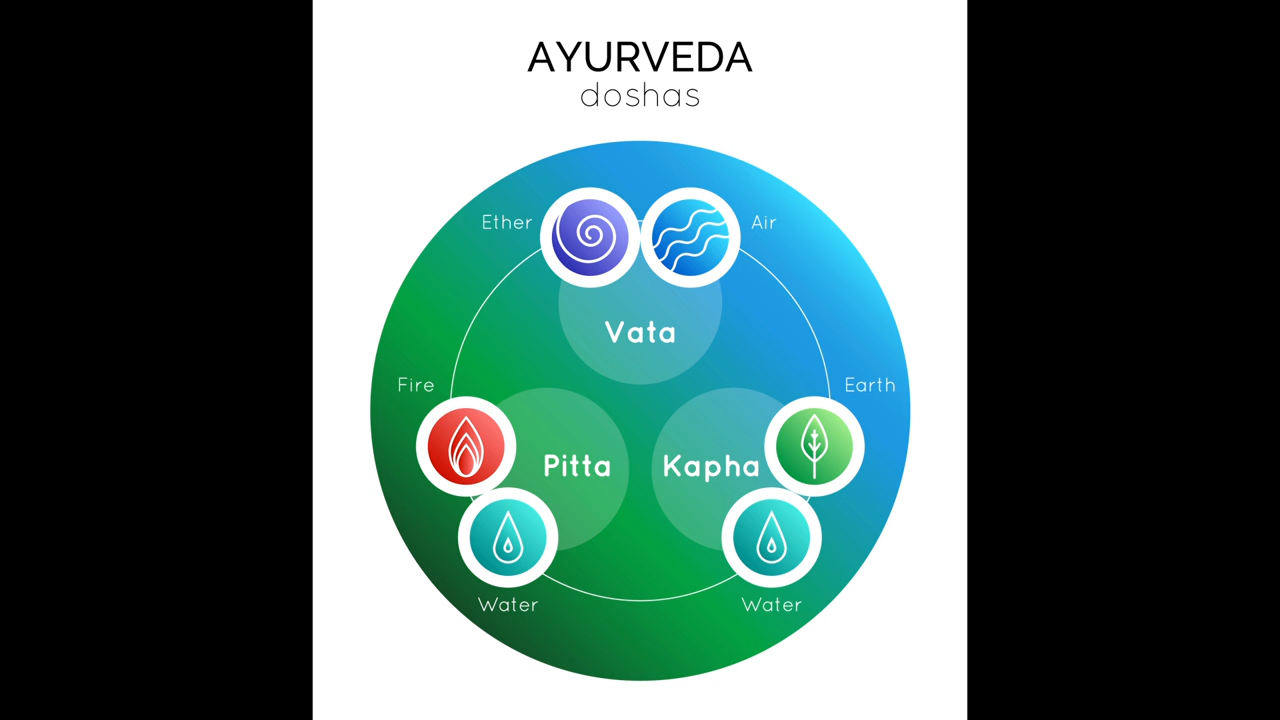 AYURVEDA
doshas
Ether
Air
Vata
Fire
Earth
Pitta
Kapha
Water
Water